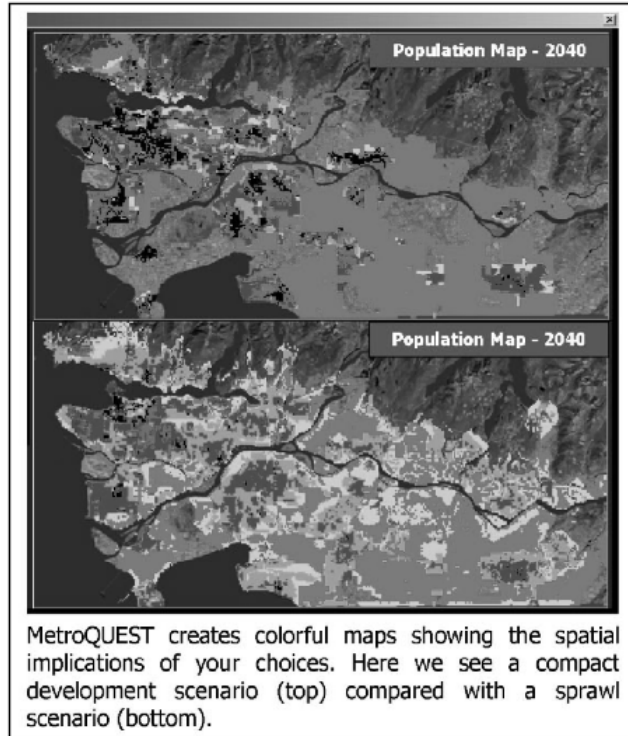 Population Map - 2040
Population Map - 2040
MetroQUEST creates colorful maps showing the spatial
implications of your choices. Here we see a compact
development scenario (top) compared with a sprawl
scenario (bottom).